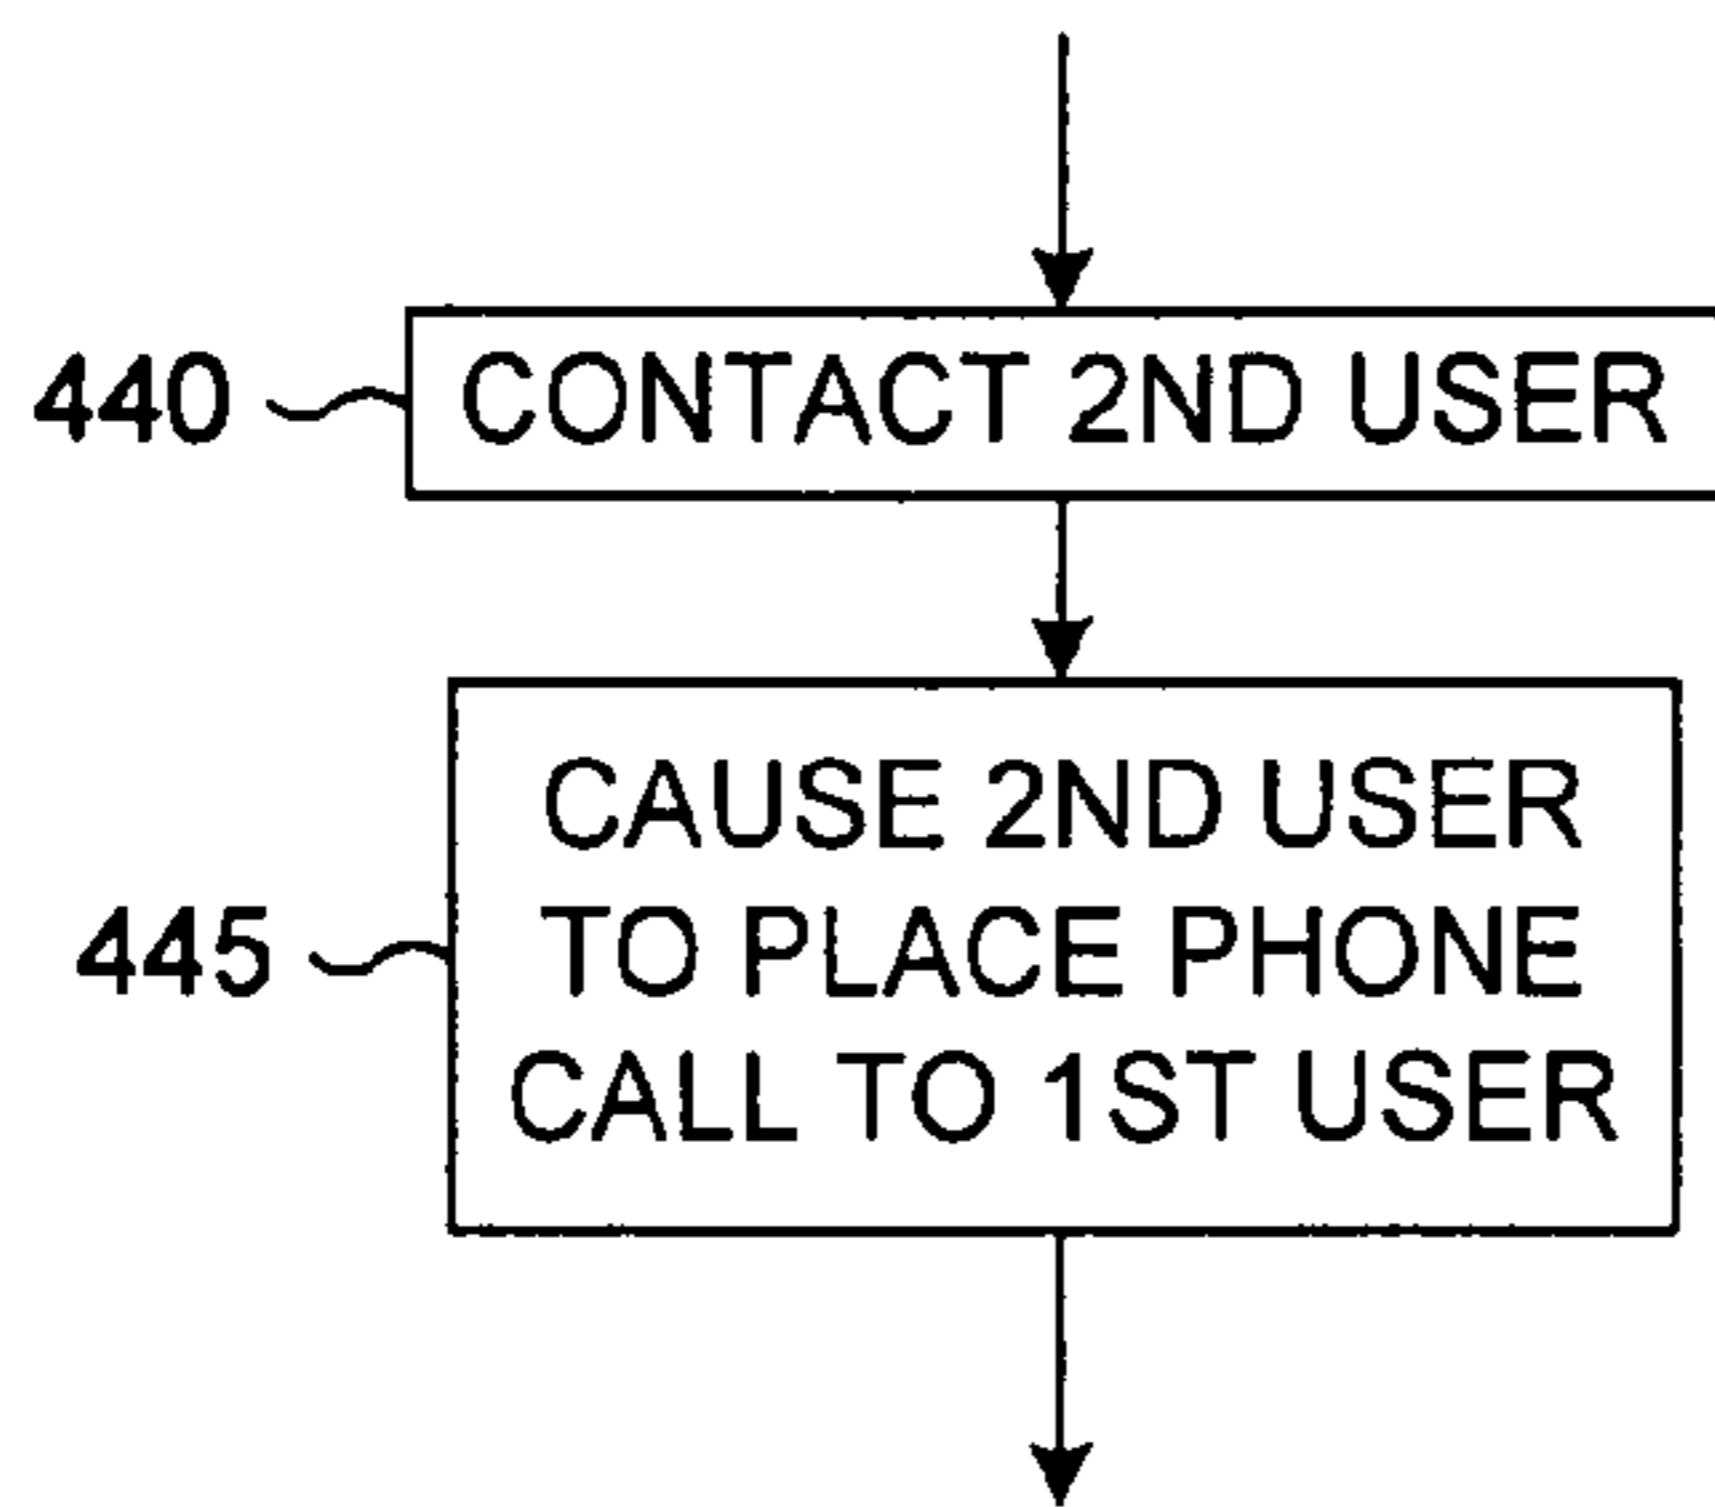 440 CONTACT 2ND USER
CAUSE 2ND USER
445 TO PLACE PHONE
CALL TO 1ST USER